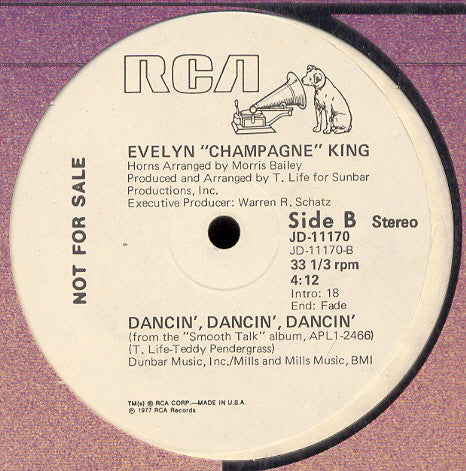 RCA
EVELYN "CHAMPAGNE" KING
Horns Arranged by Morris Bailey
Produced and Arranged by T. Life for Sunbar
Productions, Inc.
Executive Producer: Warren R. Schatz
NOT FOR SALE
Side B Stereo
JD-11170
JD-11170-B
33 1/3 rpm
4:12
Intro: 18
End: Fade
DANCIN', DANCIN', DANCIN'
(from the "Smooth Talk" album, APL1-2466)
(T. Life-Teddy Pendergrass)
Dunbar Music, Inc./Mills and Mills Music, BMI
TM(s) ® RCA CORP.—MADE IN U.S.A.
℗ 1977 RCA Records